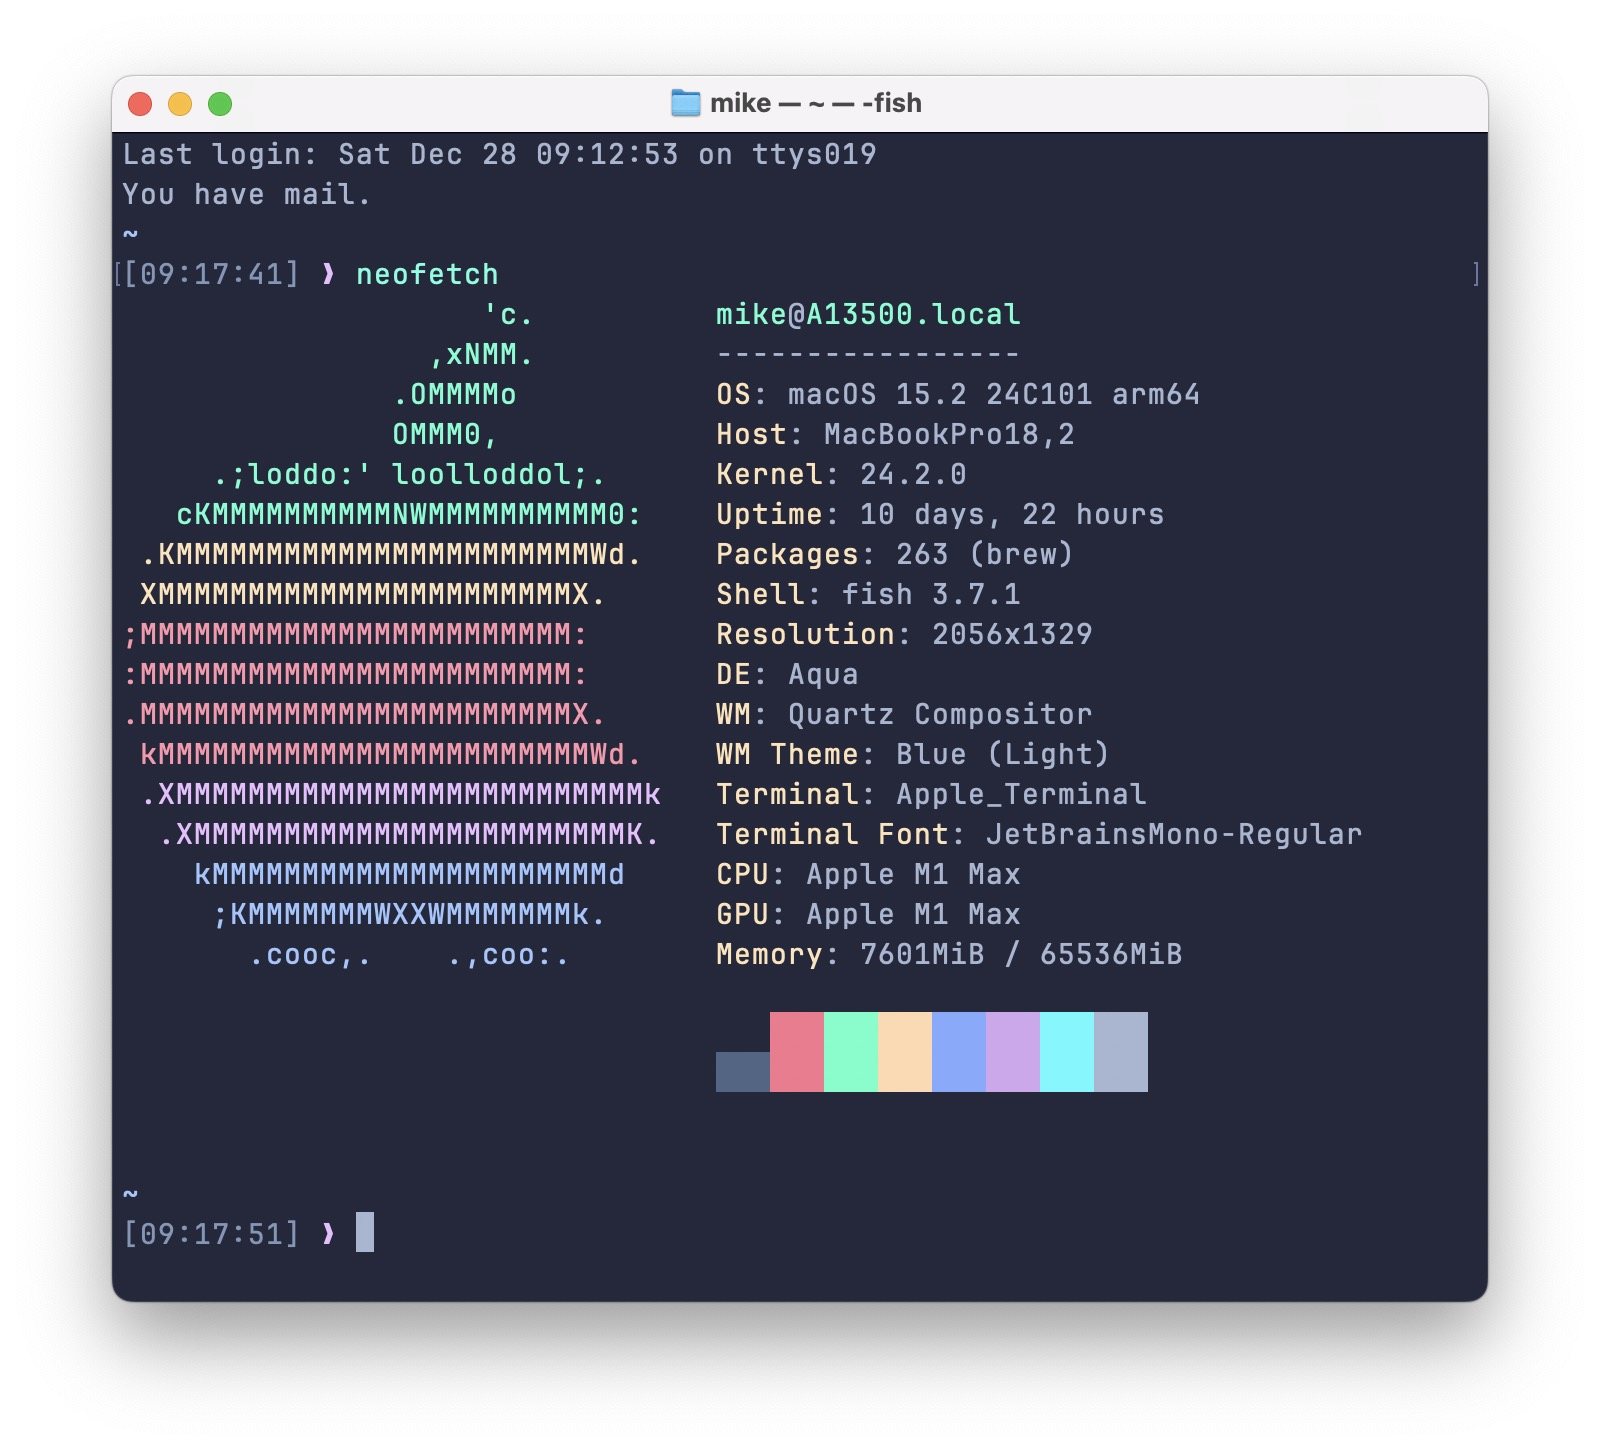 mike — ~ — -fish
Last login: Sat Dec 28 09:12:53 on ttys019
You have mail.
~
[[09:17:41] ❱ neofetch ]
'c. mike@A13500.local
,xNMM. -----------------
.OMMMMo OS: macOS 15.2 24C101 arm64
OMMM0, Host: MacBookPro18,2
.;loddo:' loolloddol;. Kernel: 24.2.0
cKMMMMMMMMMMNWMMMMMMMMMM0: Uptime: 10 days, 22 hours
.KMMMMMMMMMMMMMMMMMMMMMMMWd. Packages: 263 (brew)
XMMMMMMMMMMMMMMMMMMMMMMMX. Shell: fish 3.7.1
;MMMMMMMMMMMMMMMMMMMMMMMM: Resolution: 2056x1329
:MMMMMMMMMMMMMMMMMMMMMMMM: DE: Aqua
.MMMMMMMMMMMMMMMMMMMMMMMMX. WM: Quartz Compositor
kMMMMMMMMMMMMMMMMMMMMMMMMWd. WM Theme: Blue (Light)
.XMMMMMMMMMMMMMMMMMMMMMMMMMMk Terminal: Apple_Terminal
.XMMMMMMMMMMMMMMMMMMMMMMMMK. Terminal Font: JetBrainsMono-Regular
kMMMMMMMMMMMMMMMMMMMMMMd CPU: Apple M1 Max
;KMMMMMMMWXXWMMMMMMMk. GPU: Apple M1 Max
.cooc,. .,coo:. Memory: 7601MiB / 65536MiB
~
[09:17:51] ❱